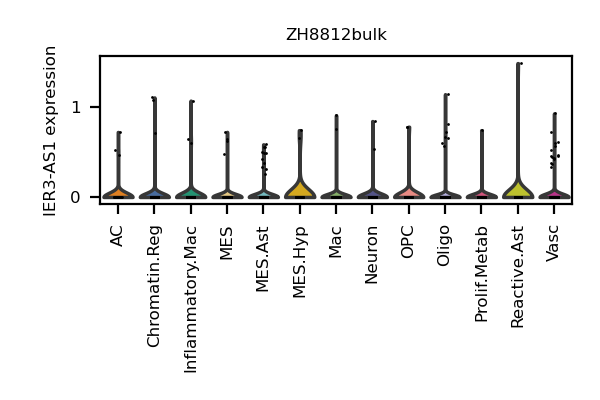 ZH8812bulk
IER3-AS1 expression
1
0
AC
Chromatin.Reg
Inflammatory.Mac
MES
MES.Ast
MES.Hyp
Mac
Neuron
OPC
Oligo
Prolif.Metab
Reactive.Ast
Vasc